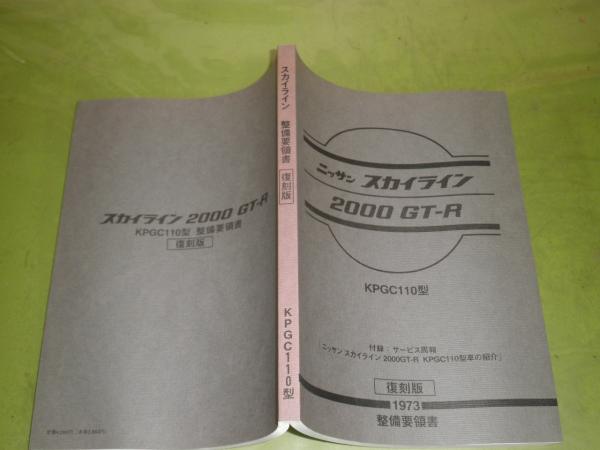 ニッサン スカイライン
2000 GT-R
KPGC110型
付録：サービス周報
「ニッサン スカイライン 2000GT-R KPGC110型車の紹介」
復刻版
1973
整備要領書
スカイライン 整備要領書 復刻版 KPGC110型
スカイライン 2000 GT-R
KPGC110型 整備要領書
復刻版